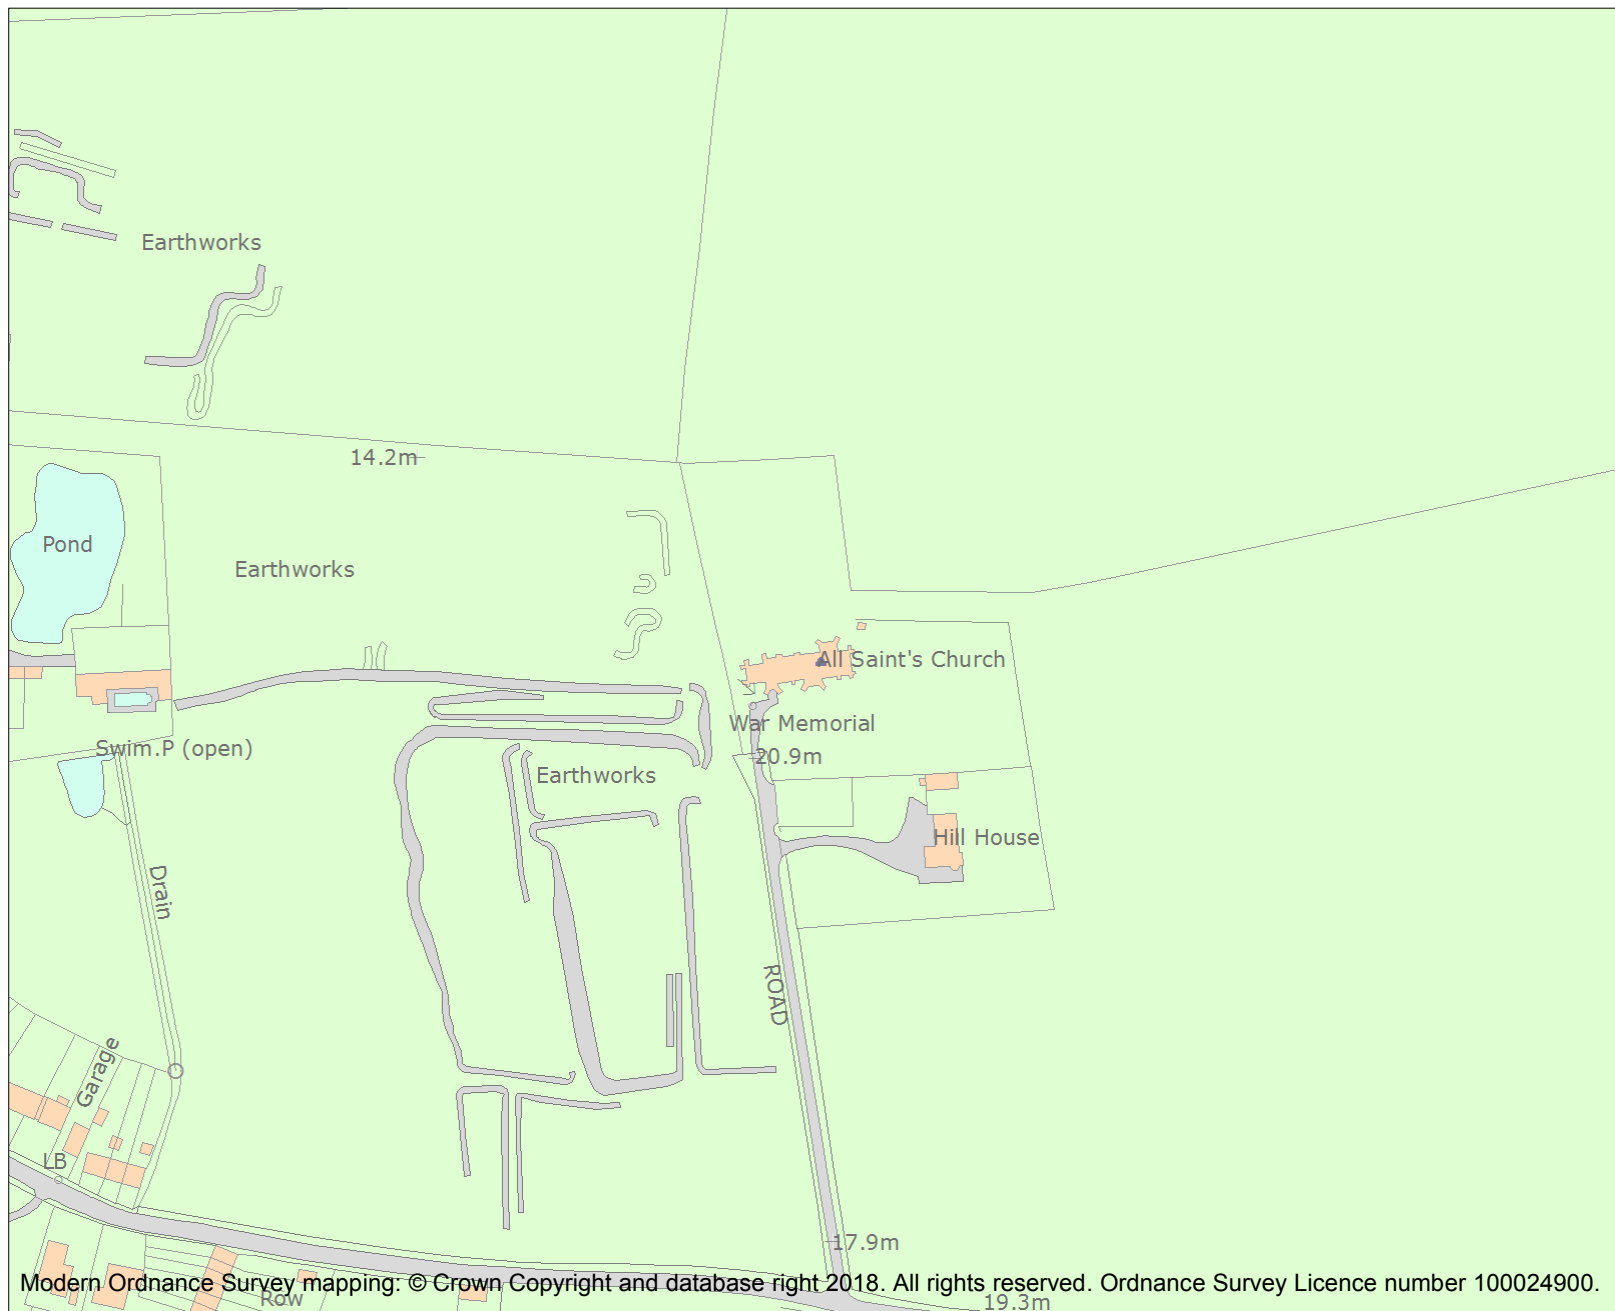 Earthworks
14.2m
Pond
Earthworks
All Saint's Church
War Memorial
Swim.P (open)
20.9m
Earthworks
Hill House
Drain
ROAD
Garage
LB
17.9m
Modern Ordnance Survey mapping: © Crown Copyright and database right 2018. All rights reserved. Ordnance Survey Licence number 100024900.
Row
19.3m